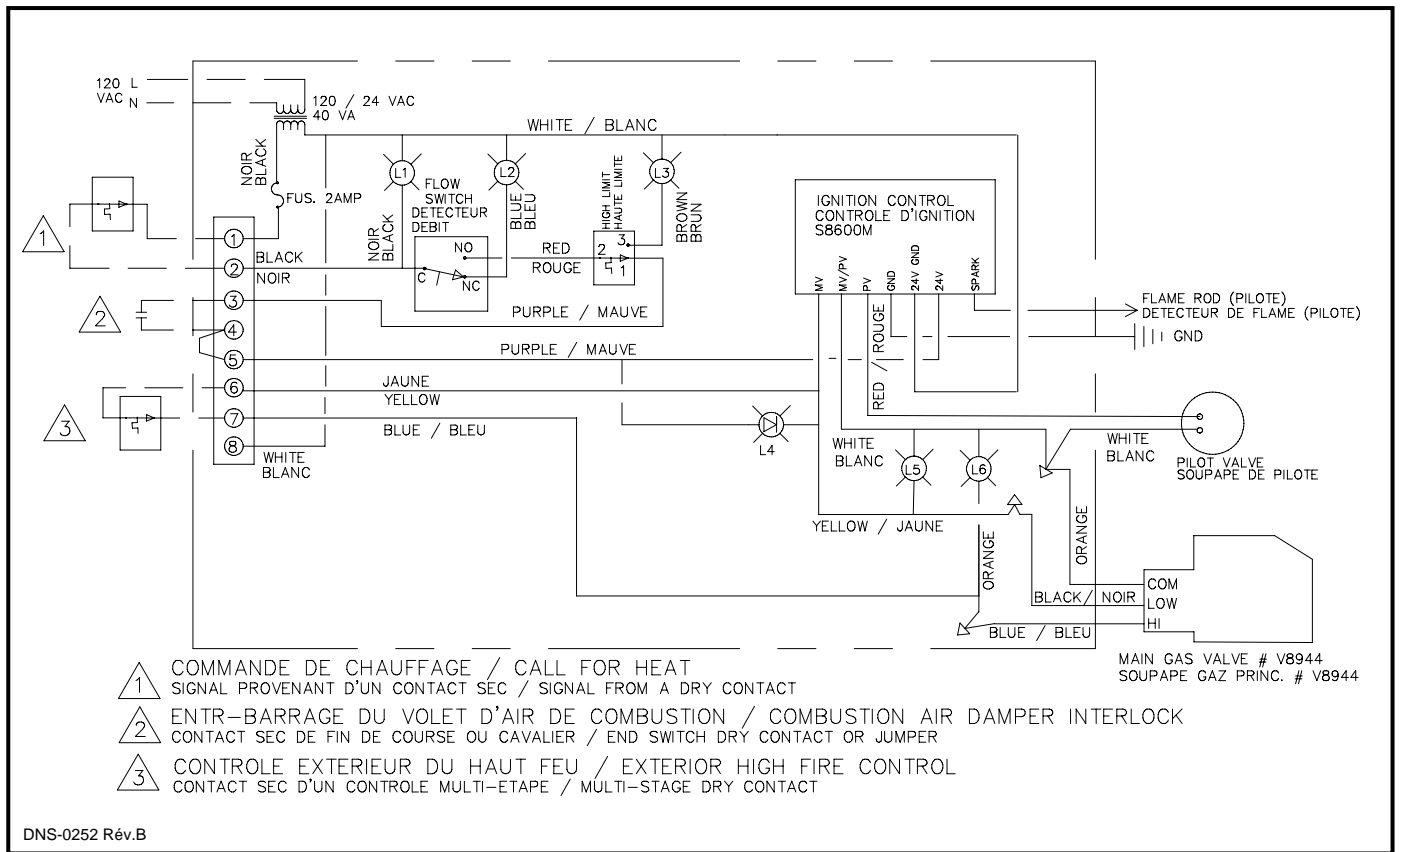 120 L
VAC N
120 / 24 VAC
40 VA
WHITE / BLANC
NOIR
BLACK
FUS. 2AMP
L1
L2
L3
FLOW
SWITCH
DETECTEUR
DEBIT
NOIR
BLACK
BLUE
BLEU
HIGH LIMIT
HAUTE LIMITE
BROWN
BRUN
NO
C
NC
RED
ROUGE
3
2
1
IGNITION CONTROL
CONTROLE D'IGNITION
S8600M
MV
MV/PV
PV
GND
24V GND
24V
SPARK
1
2
3
1
2
3
4
5
6
7
8
BLACK
NOIR
PURPLE / MAUVE
PURPLE / MAUVE
JAUNE
YELLOW
BLUE / BLEU
WHITE
BLANC
FLAME ROD (PILOTE)
DETECTEUR DE FLAME (PILOTE)
GND
RED / ROUGE
L4
WHITE
BLANC
L5
L6
WHITE
BLANC
PILOT VALVE
SOUPAPE DE PILOTE
YELLOW / JAUNE
ORANGE
ORANGE
BLACK/ NOIR
BLUE / BLEU
COM
LOW
HI
MAIN GAS VALVE # V8944
SOUPAPE GAZ PRINC. # V8944
1 COMMANDE DE CHAUFFAGE / CALL FOR HEAT
SIGNAL PROVENANT D'UN CONTACT SEC / SIGNAL FROM A DRY CONTACT
2 ENTR-BARRAGE DU VOLET D'AIR DE COMBUSTION / COMBUSTION AIR DAMPER INTERLOCK
CONTACT SEC DE FIN DE COURSE OU CAVALIER / END SWITCH DRY CONTACT OR JUMPER
3 CONTROLE EXTERIEUR DU HAUT FEU / EXTERIOR HIGH FIRE CONTROL
CONTACT SEC D'UN CONTROLE MULTI-ETAPE / MULTI-STAGE DRY CONTACT
DNS-0252 Rév.B